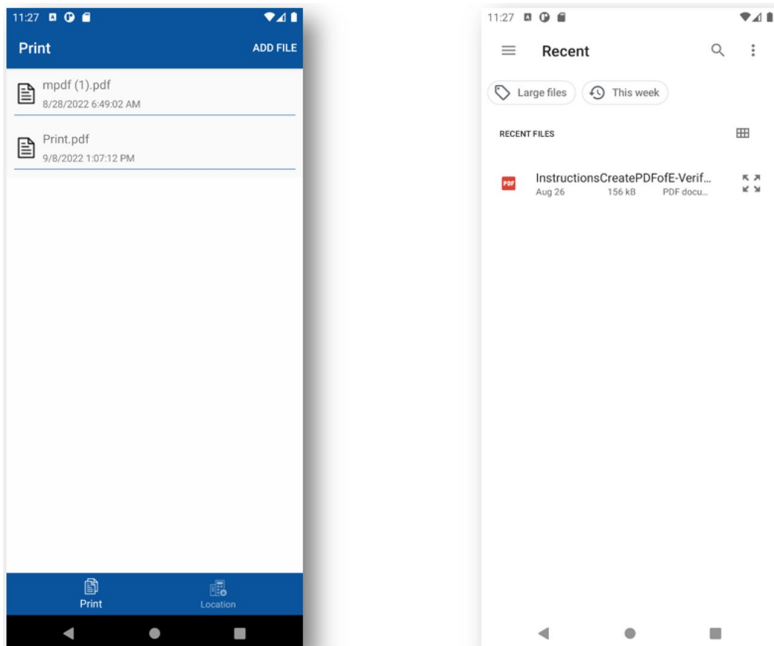 11:27
Print
ADD FILE
mpdf (1).pdf
8/28/2022 6:49:02 AM
Print.pdf
9/8/2022 1:07:12 PM
Print
Location
11:27
Recent
Large files
This week
RECENT FILES
PDF
InstructionsCreatePDFofE-Verif...
Aug 26 156 kB PDF docu...